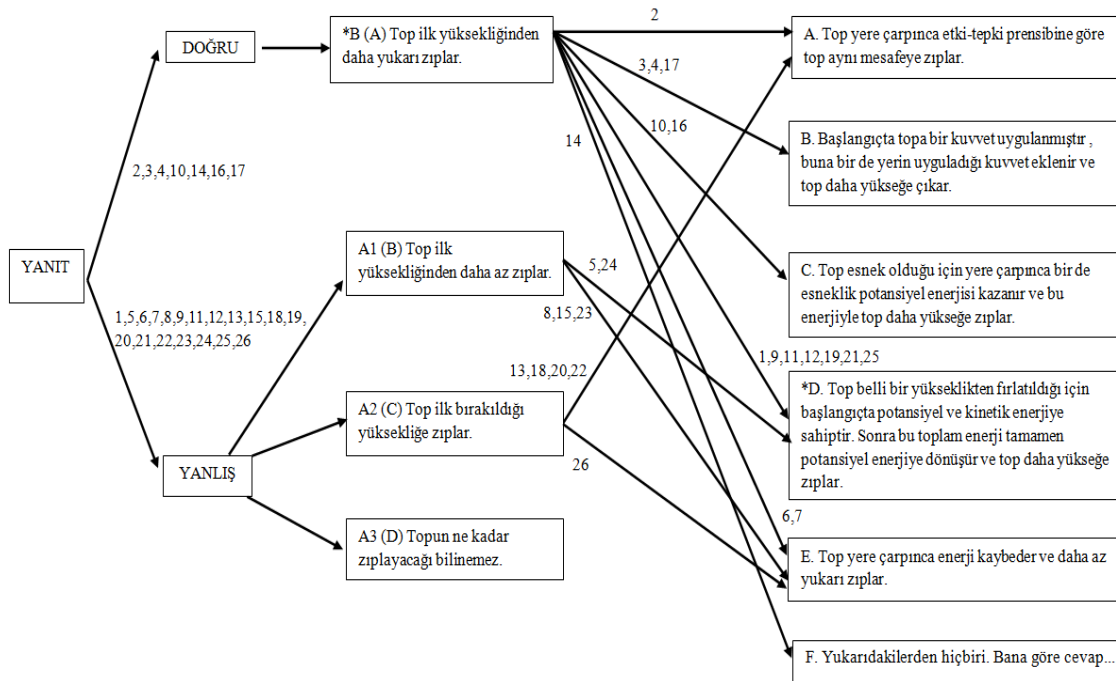 2
*B (A) Top ilk yüksekliğinden
daha yukarı zıplar.
DOĞRU
A. Top yere çarpınca etki-tepki prensibine göre
top aynı mesafeye zıplar.
3,4,17
10,16
14
B. Başlangıçta topa bir kuvvet uygulanmıştır ,
buna bir de yerin uyguladığı kuvvet eklenir ve
top daha yükseğe çıkar.
2,3,4,10,14,16,17
YANIT
A1 (B) Top ilk
yüksekliğinden daha az zıplar.
5,24
8,15,23
C. Top esnek olduğu için yere çarpınca bir de
esneklik potansiyel enerjisi kazanır ve bu
enerjiyle top daha yükseğe zıplar.
1,5,6,7,8,9,11,12,13,15,18,19,
20,21,22,23,24,25,26
1,9,11,12,19,21,25
13,18,20,22
*D. Top belli bir yükseklikten fırlatıldığı için
başlangıçta potansiyel ve kinetik enerjiye
sahiptir. Sonra bu toplam enerji tamamen
potansiyel enerjiye dönüşür ve top daha yükseğe
zıplar.
A2 (C) Top ilk bırakıldığı
yüksekliğe zıplar.
26
YANLIŞ
6,7
A3 (D) Topun ne kadar
zıplayacağı bilinemez.
E. Top yere çarpınca enerji kaybeder ve daha az
yukarı zıplar.
F. Yukarıdakilerden hiçbiri. Bana göre cevap...